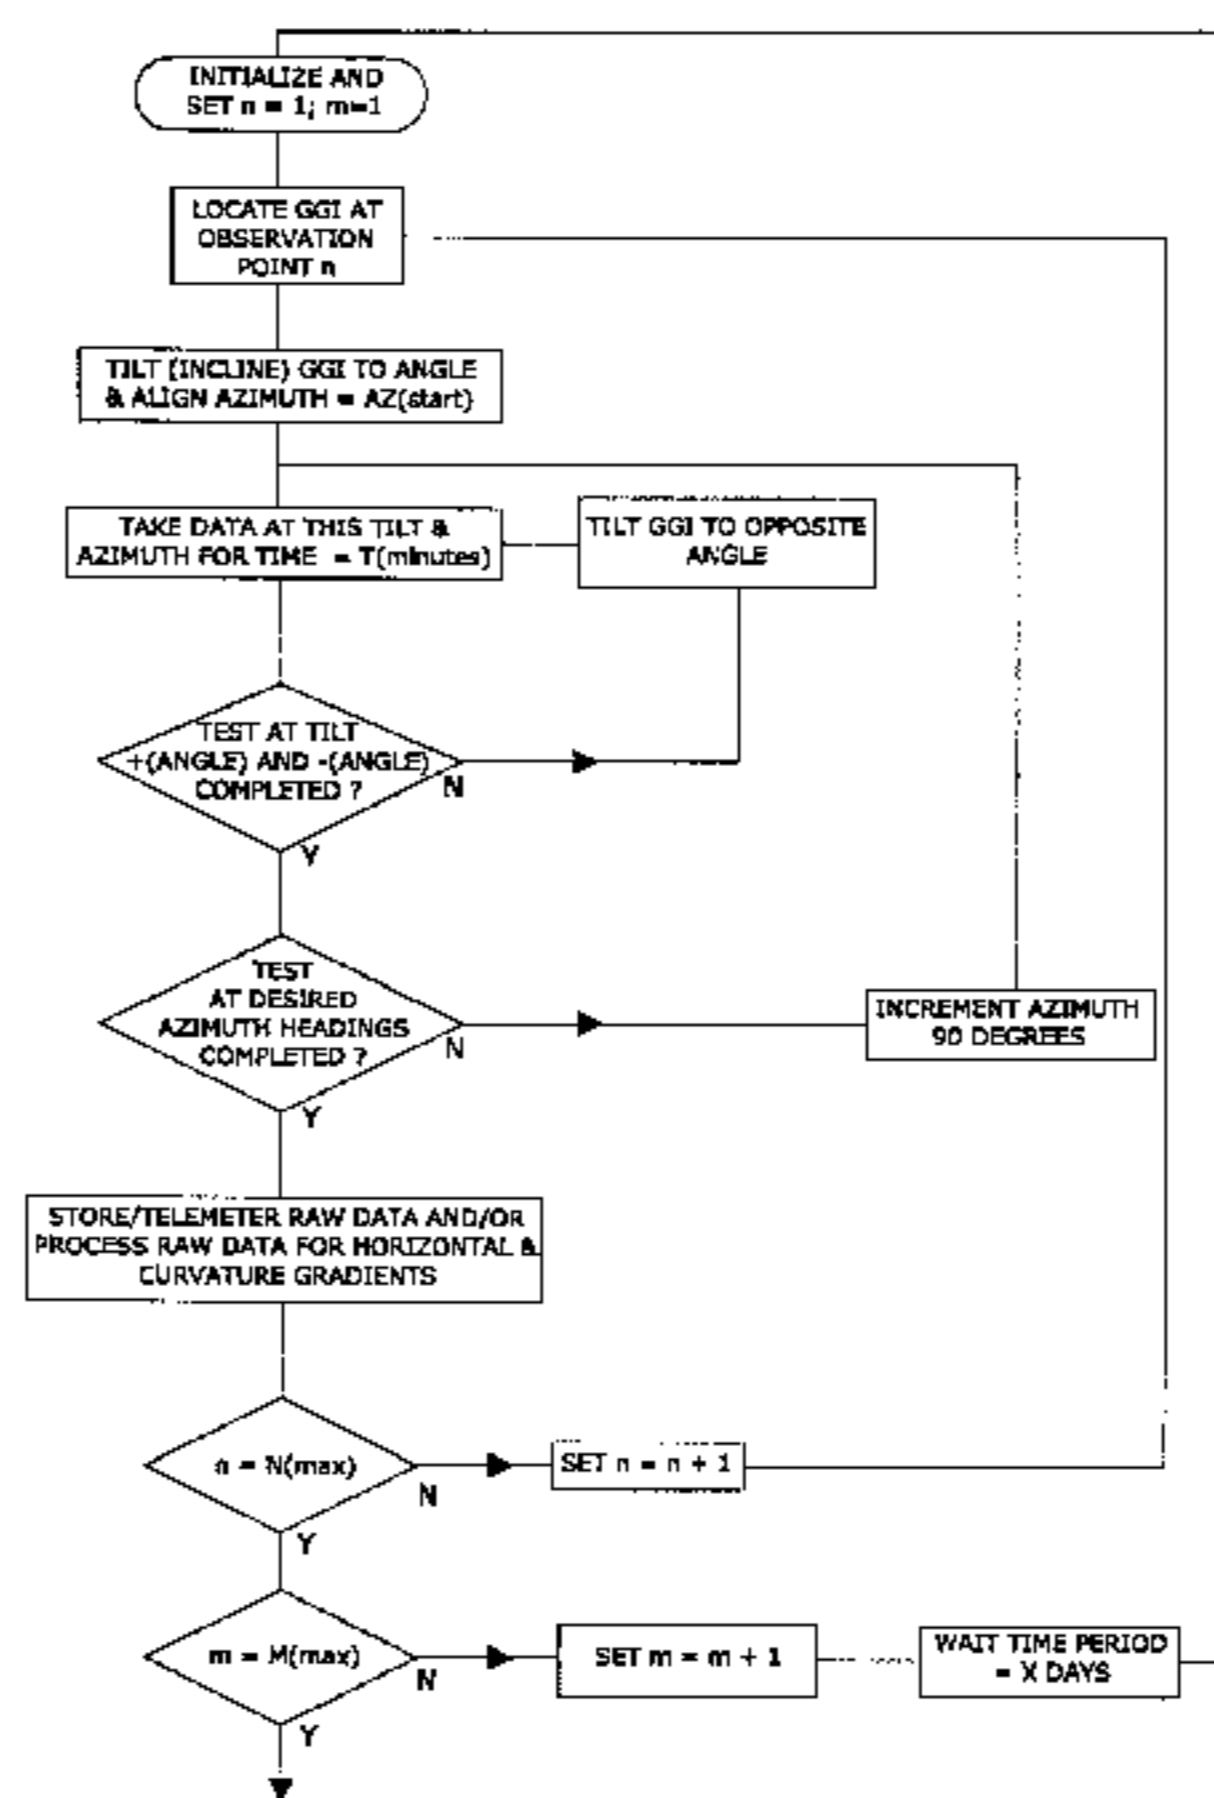 INITIALIZE AND
SET n = 1; m=1
LOCATE GGI AT
OBSERVATION
POINT n
TILT (INCLINE) GGI TO ANGLE
& ALIGN AZIMUTH = AZ(start)
TAKE DATA AT THIS TILT &
AZIMUTH FOR TIME = T(minutes)
TILT GGI TO OPPOSITE
ANGLE
TEST AT TILT
+(ANGLE) AND -(ANGLE)
COMPLETED ?
N
Y
TEST
AT DESIRED
AZIMUTH HEADINGS
COMPLETED ?
N
Y
INCREMENT AZIMUTH
90 DEGREES
STORE/TELEMETER RAW DATA AND/OR
PROCESS RAW DATA FOR HORIZONTAL &
CURVATURE GRADIENTS
n = N(max)
N
Y
SET n = n + 1
m = M(max)
N
Y
SET m = m + 1
WAIT TIME PERIOD
= X DAYS